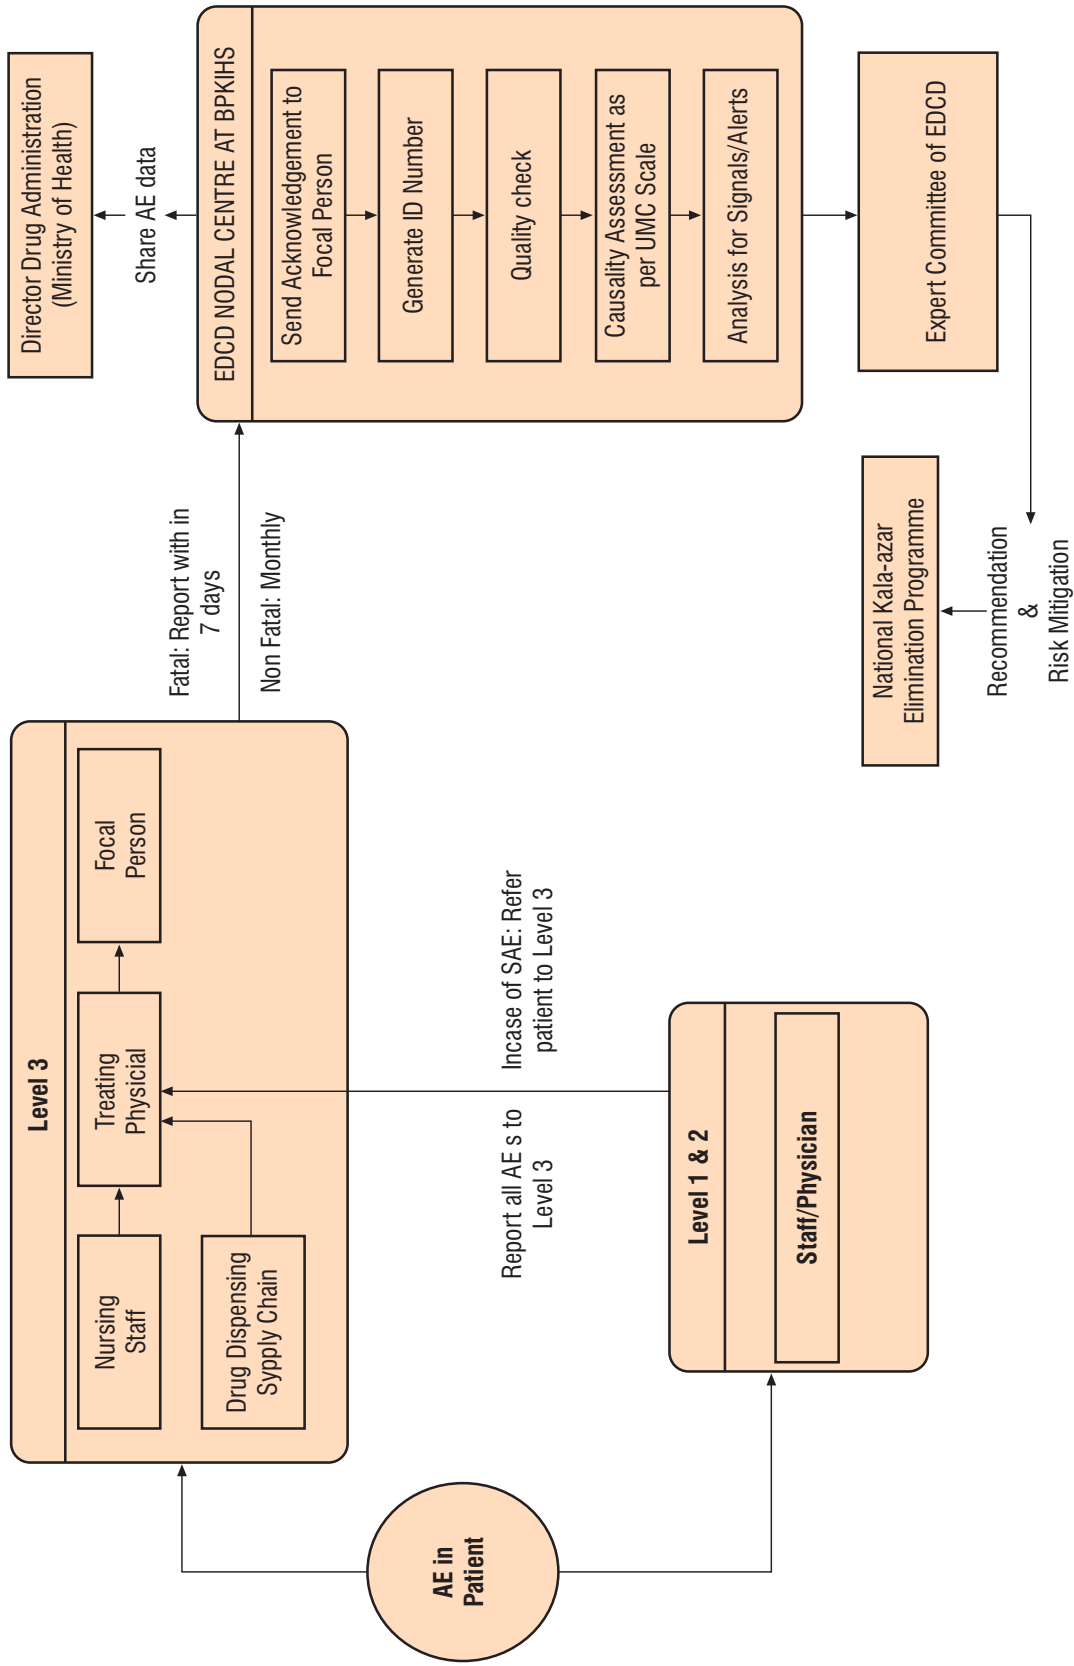 AE in
Patient
Level 3
Nursing
Staff
Treating
Physicial
Focal
Person
Drug Dispensing
Sypply Chain
Level 1 & 2
Staff/Physician
Report all AE s to
Level 3
Incase of SAE: Refer
patient to Level 3
Fatal: Report with in
7 days
Non Fatal: Monthly
Director Drug Administration
(Ministry of Health)
Share AE data
EDCD NODAL CENTRE AT BPKIHS
Send Acknowledgement to
Focal Person
Generate ID Number
Quality check
Causality Assessment as
per UMC Scale
Analysis for Signals/Alerts
Expert Committee of EDCD
National Kala-azar
Elimination Programme
Recommendation
&
Risk Mitigation